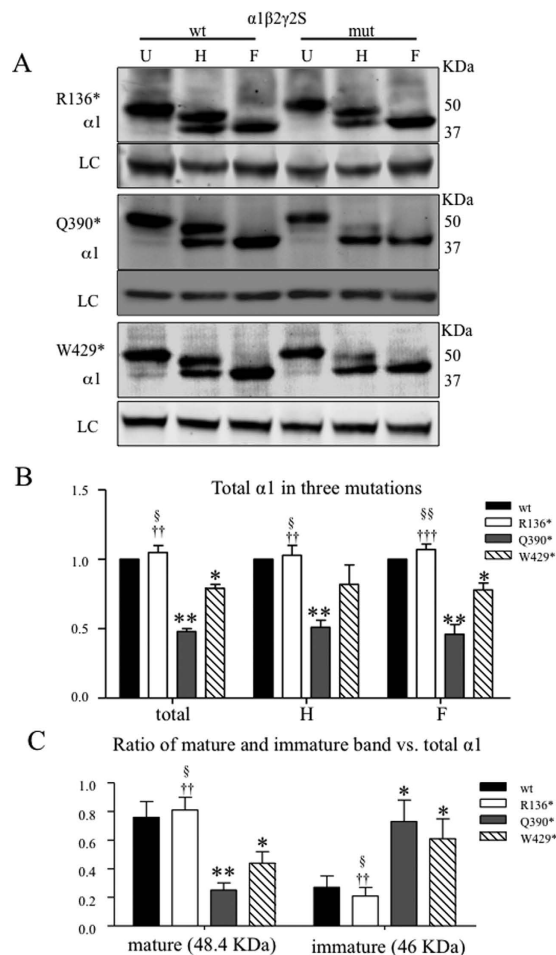 α1β2γ2S
wt mut
A U H F U H F
KDa
R136* 50
α1 37
LC
KDa
Q390* 50
α1 37
LC
KDa
W429* 50
α1 37
LC
B Total α1 in three mutations
1.5
1.0
0.5
0.0
§
††
**
*
§
††
**
§§
†††
**
*
wt
R136*
Q390*
W429*
total H F
C Ratio of mature and immature band vs. total α1
1.0
0.8
0.6
0.4
0.2
0.0
§
††
**
*
§
††
*
*
wt
R136*
Q390*
W429*
mature (48.4 KDa) immature (46 KDa)